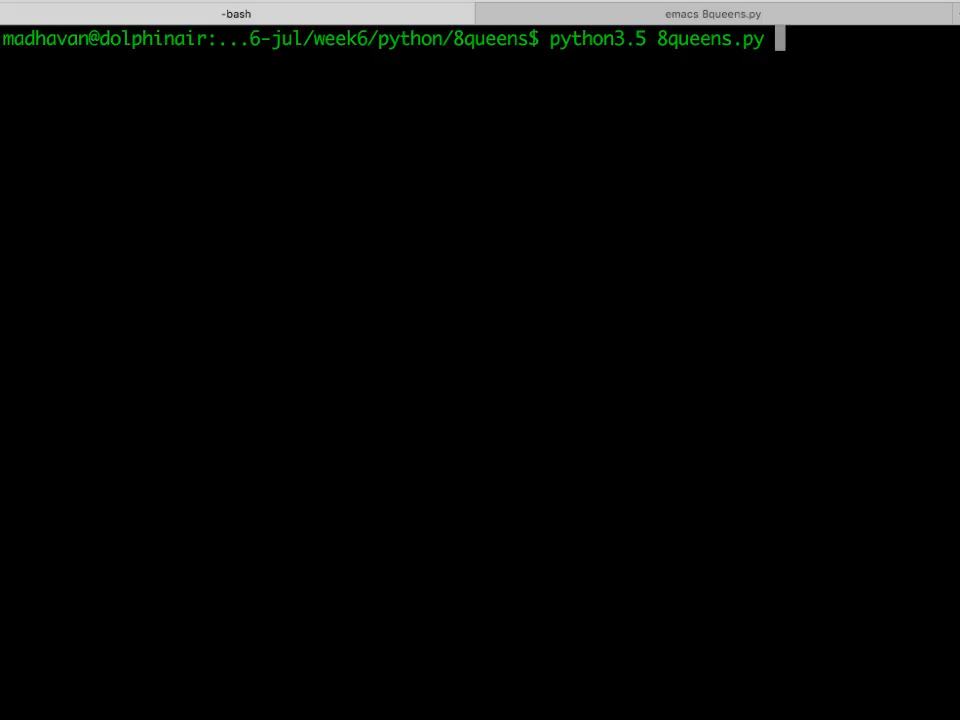 -bash
emacs 8queens.py
madhavan@dolphinair:...6-jul/week6/python/8queens$ python3.5 8queens.py